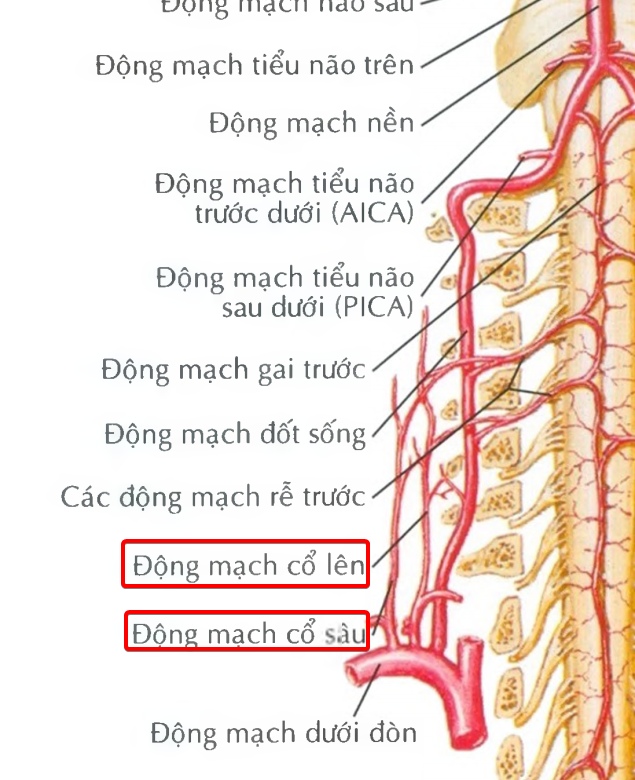 Động mạch não sau
Động mạch tiểu não trên
Động mạch nền
Động mạch tiểu não
trước dưới (AICA)
Động mạch tiểu não
sau dưới (PICA)
Động mạch gai trước
Động mạch đốt sống
Các động mạch rễ trước
Động mạch cổ lên
Động mạch cổ sâu
Động mạch dưới đòn